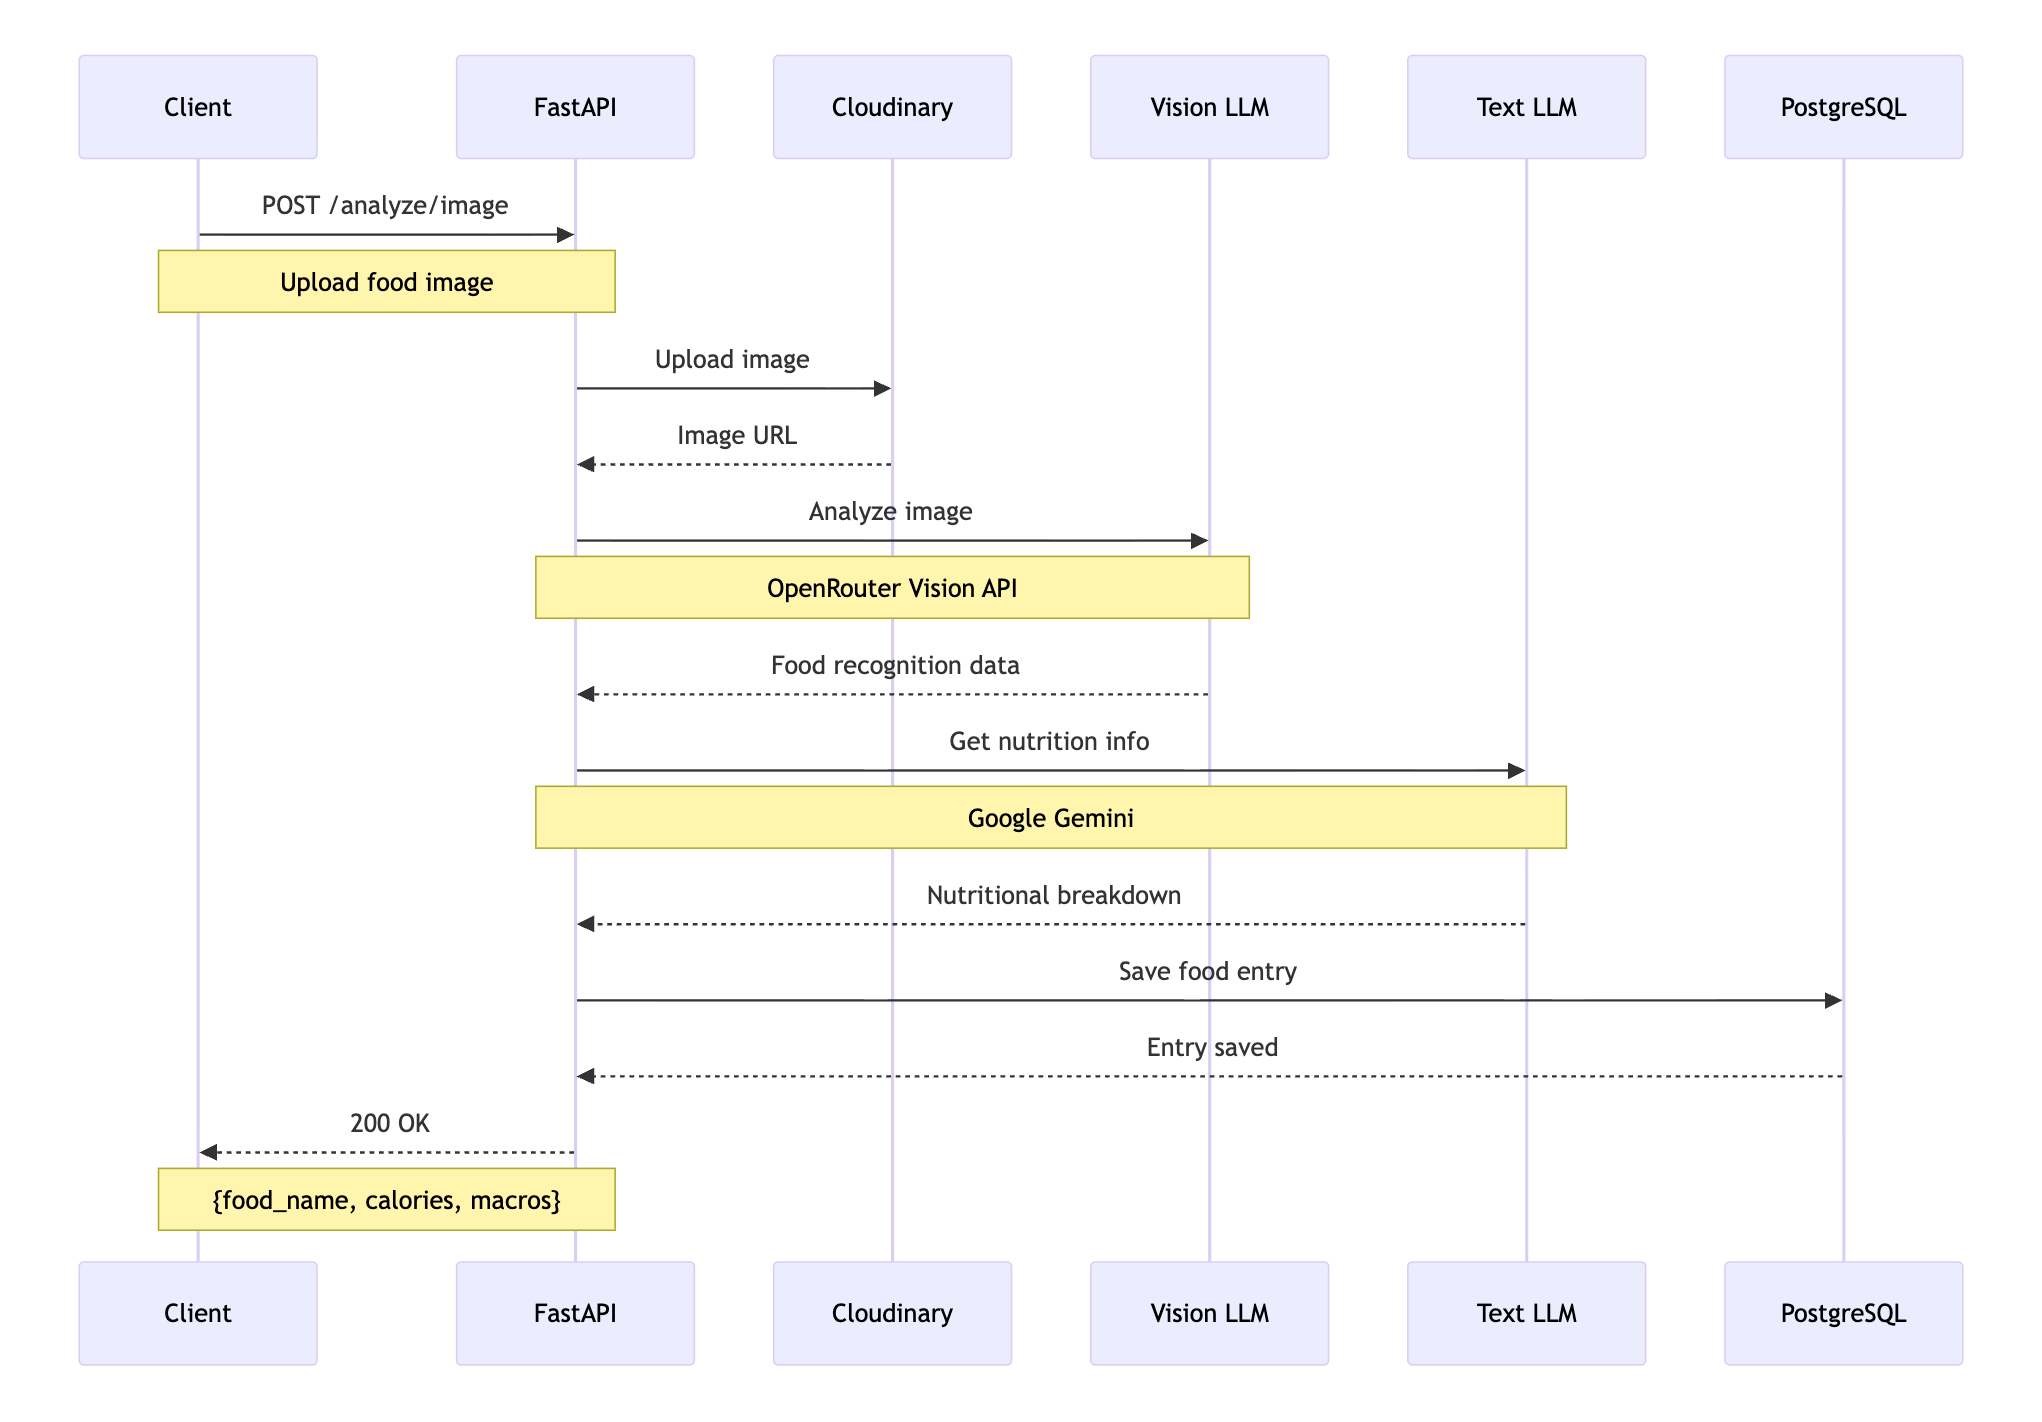 Client
FastAPI
Cloudinary
Vision LLM
Text LLM
PostgreSQL
POST /analyze/image
Upload food image
Upload image
Image URL
Analyze image
OpenRouter Vision API
Food recognition data
Get nutrition info
Google Gemini
Nutritional breakdown
Save food entry
Entry saved
200 OK
{food_name, calories, macros}
Client
FastAPI
Cloudinary
Vision LLM
Text LLM
PostgreSQL